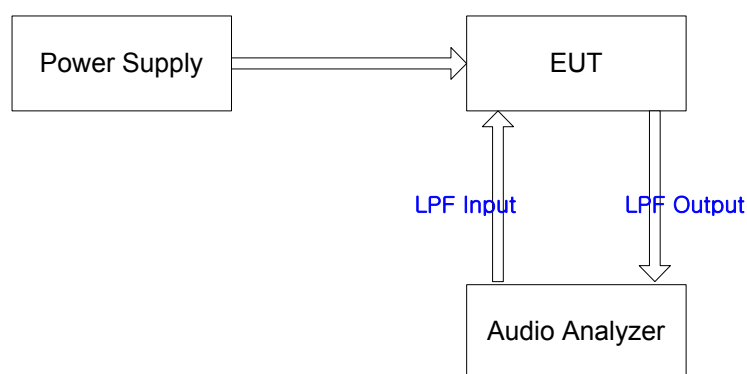 Power Supply
EUT
LPF Input
LPF Output
Audio Analyzer